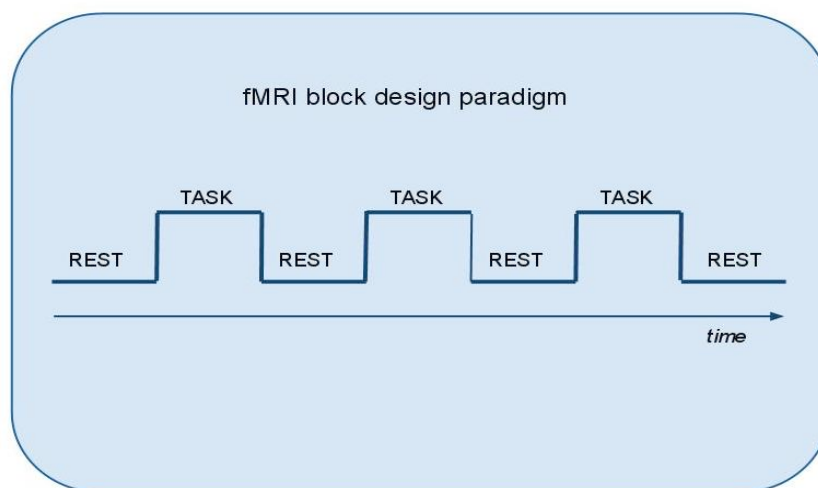 fMRI block design paradigm
TASK TASK TASK
REST REST REST REST
time